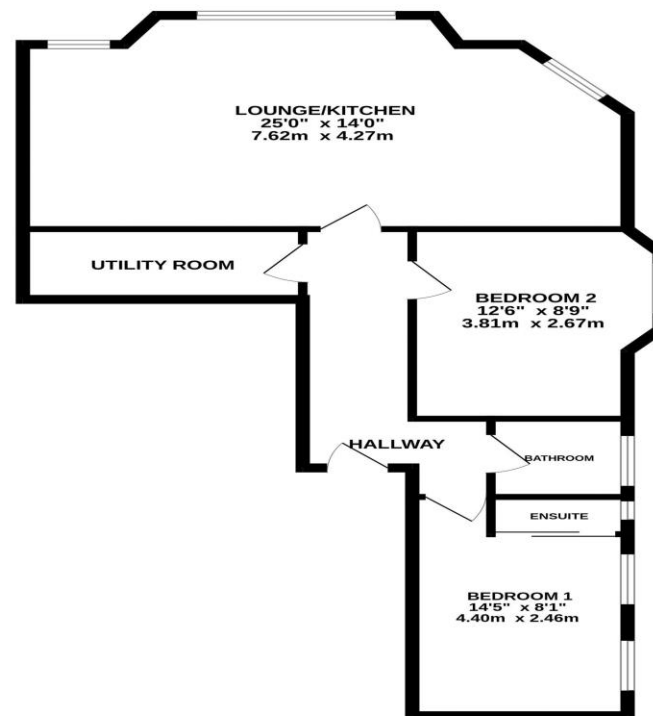 LOUNGE/KITCHEN
25'0" x 14'0"
7.62m x 4.27m
UTILITY ROOM
BEDROOM 2
12'6" x 8'9"
3.81m x 2.67m
HALLWAY
BATHROOM
ENSUITE
BEDROOM 1
14'5" x 8'1"
4.40m x 2.46m